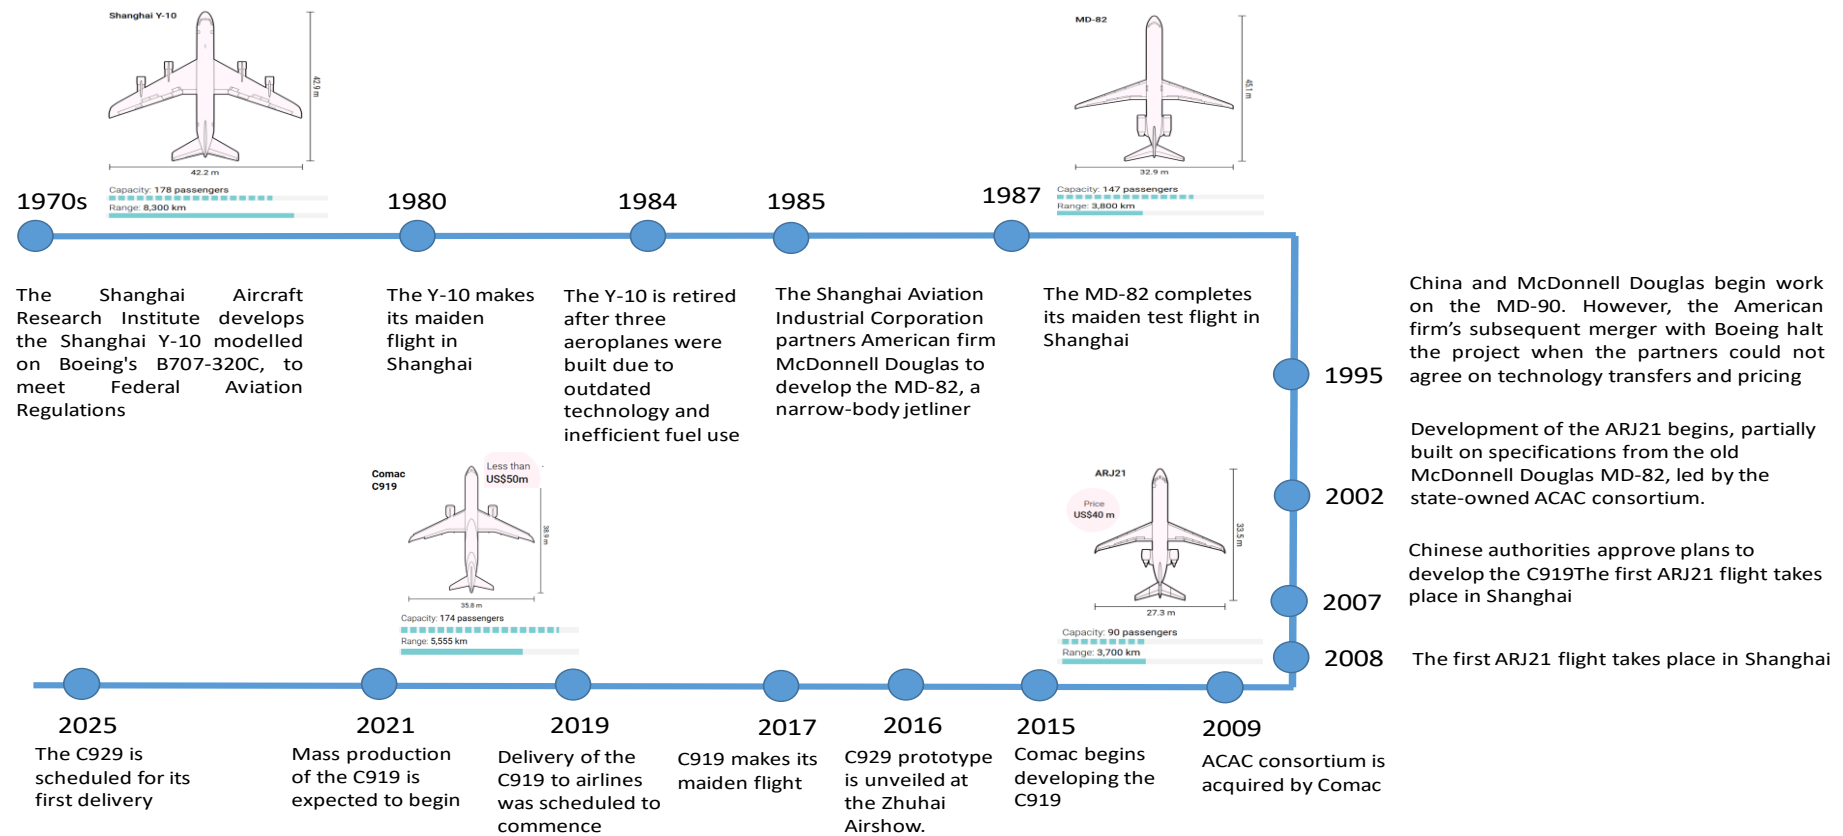 Shanghai Y-10
42.9 m
42.2 m
Capacity: 178 passengers
Range: 8,300 km
MD-82
45.1 m
32.9 m
Capacity: 147 passengers
Range: 3,800 km
1970s
1980
1984
1985
1987
The Shanghai Aircraft
Research Institute develops
the Shanghai Y-10 modelled
on Boeing's B707-320C, to
meet Federal Aviation
Regulations
The Y-10 makes
its maiden
flight in
Shanghai
The Y-10 is retired
after three
aeroplanes were
built due to
outdated
technology and
inefficient fuel use
The Shanghai Aviation
Industrial Corporation
partners American firm
McDonnell Douglas to
develop the MD-82, a
narrow-body jetliner
The MD-82 completes
its maiden test flight in
Shanghai
1995
China and McDonnell Douglas begin work
on the MD-90. However, the American
firm’s subsequent merger with Boeing halt
the project when the partners could not
agree on technology transfers and pricing
2002
Development of the ARJ21 begins, partially
built on specifications from the old
McDonnell Douglas MD-82, led by the
state-owned ACAC consortium.
2007
Chinese authorities approve plans to
develop the C919The first ARJ21 flight takes
place in Shanghai
2008
The first ARJ21 flight takes place in Shanghai
Comac
C919
Less than
US$50m
38.9 m
35.8 m
Capacity: 174 passengers
Range: 5,555 km
ARJ21
Price
US$40 m
33.5 m
27.3 m
Capacity: 90 passengers
Range: 3,700 km
2025
The C929 is
scheduled for its
first delivery
2021
Mass production
of the C919 is
expected to begin
2019
Delivery of the
C919 to airlines
was scheduled to
commence
2017
C919 makes its
maiden flight
2016
C929 prototype
is unveiled at
the Zhuhai
Airshow.
2015
Comac begins
developing the
C919
2009
ACAC consortium is
acquired by Comac